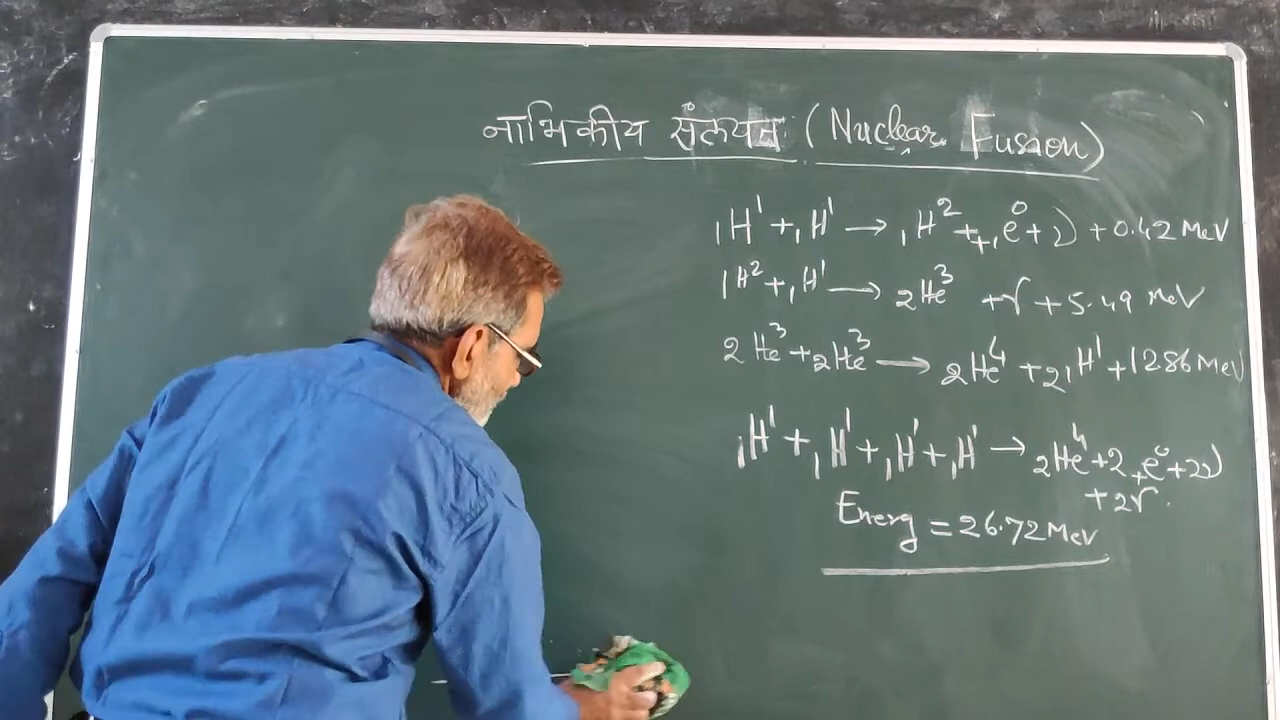 नाभिकीय संलयन (Nuclear Fusion)
₁H¹ + ₁H¹ → ₁H² + ₊₁e⁰ + ν + 0.42 MeV
₁H² + ₁H¹ → ₂He³ + γ + 5.49 MeV
₂He³ + ₂He³ → ₂He⁴ + 2₁H¹ + 12.86 MeV
₁H¹ + ₁H¹ + ₁H¹ + ₁H¹ → ₂He⁴ + 2₊₁e⁰ + 2ν
+ 2γ.
Energ = 26.72 MeV